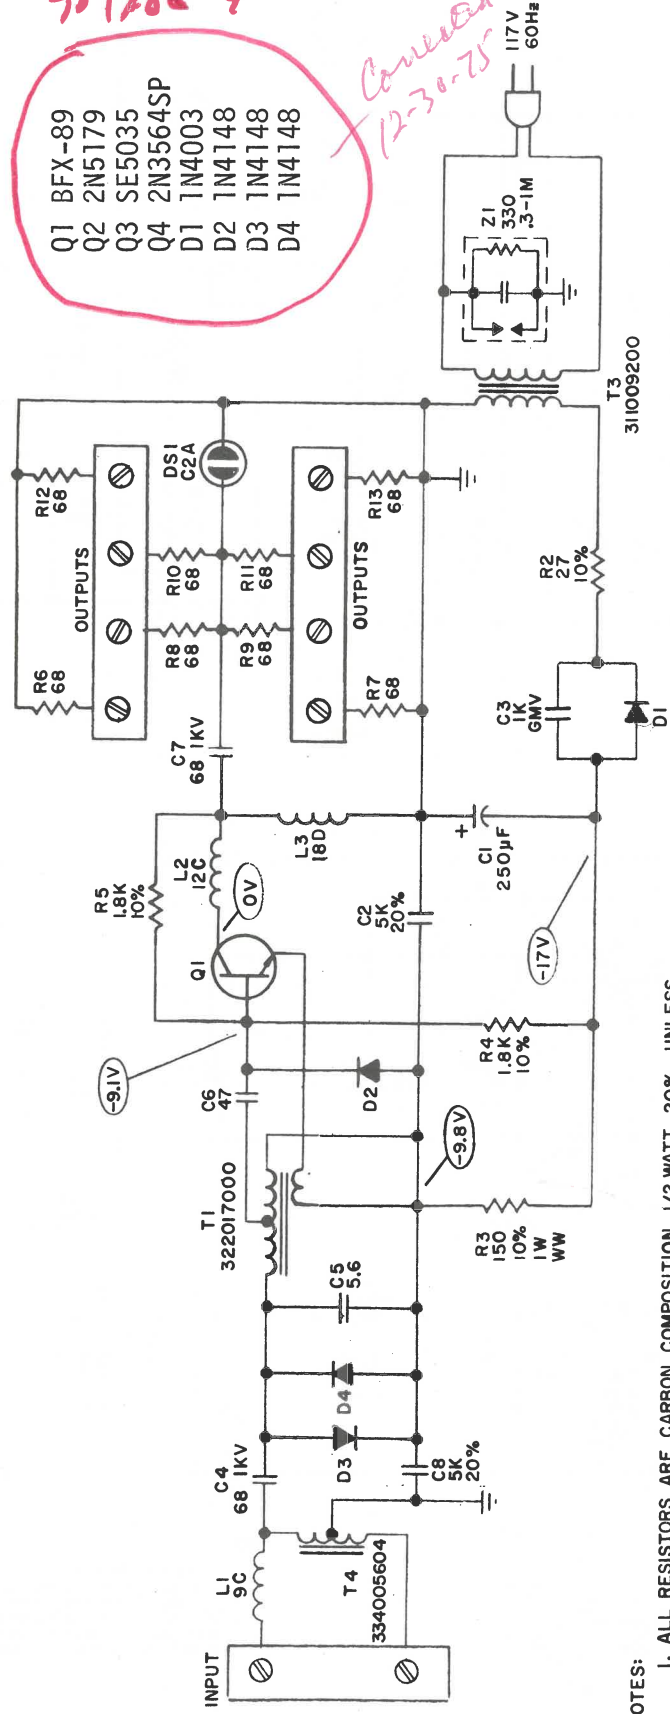 Q1 BFX-89
Q2 2N5179
Q3 SE5035
Q4 2N3564SP
D1 1N4003
D2 1N4148
D3 1N4148
D4 1N4148
Corrected
12-30-75
INPUT
L1
9C
T4
334005604
C4
68 1KV
D3
D4
C8
5K
20%
C5
5.6
T1
322017000
R3
150
10%
1W
WW
-9.8V
C6
47
-9.1V
D2
R4
1.8K
10%
Q1
0V
R5
1.8K
10%
L2
12C
L3
18D
C2
5K
20%
-17V
+
C1
250µF
C7
68 1KV
R6
68
R12
68
OUTPUTS
R8
68
R10
68
R9
68
R11
68
OUTPUTS
R7
68
R13
68
DS1
C2A
C3
1K
GMV
D1
R2
27
10%
T3
311009200
Z1
330
.3-1M
117V
60Hz
OTES:
1. ALL RESISTORS ARE CARBON COMPOSITION, 1/2 WATT, 20%, UNLESS